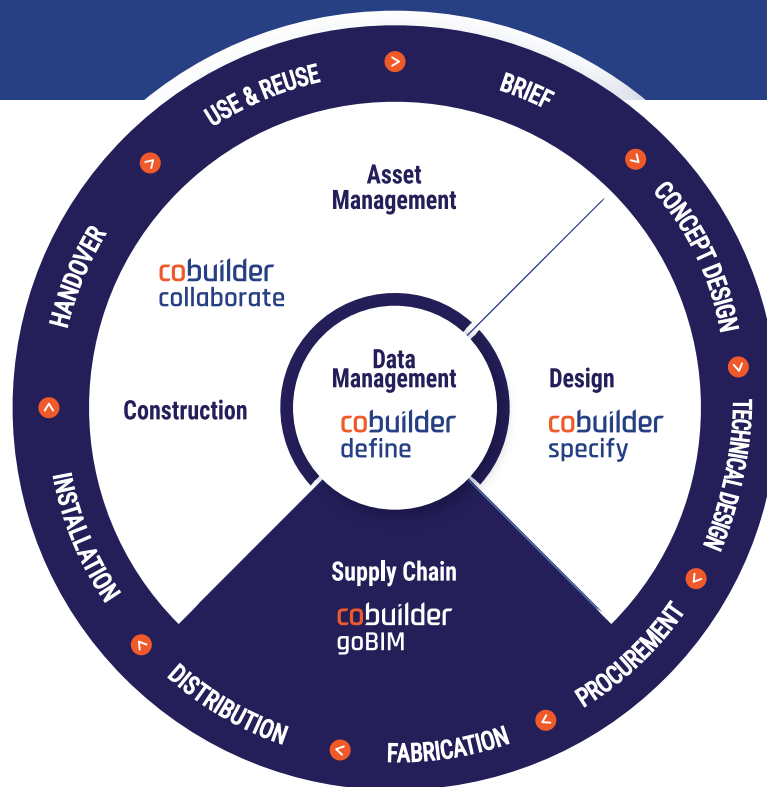 USE & REUSE
BRIEF
CONCEPT DESIGN
TECHNICAL DESIGN
PROCUREMENT
FABRICATION
DISTRIBUTION
INSTALLATION
HANDOVER
Asset
Management
cobuilder
collaborate
Construction
Data
Management
cobuilder
define
Design
cobuilder
specify
Supply Chain
cobuilder
goBIM